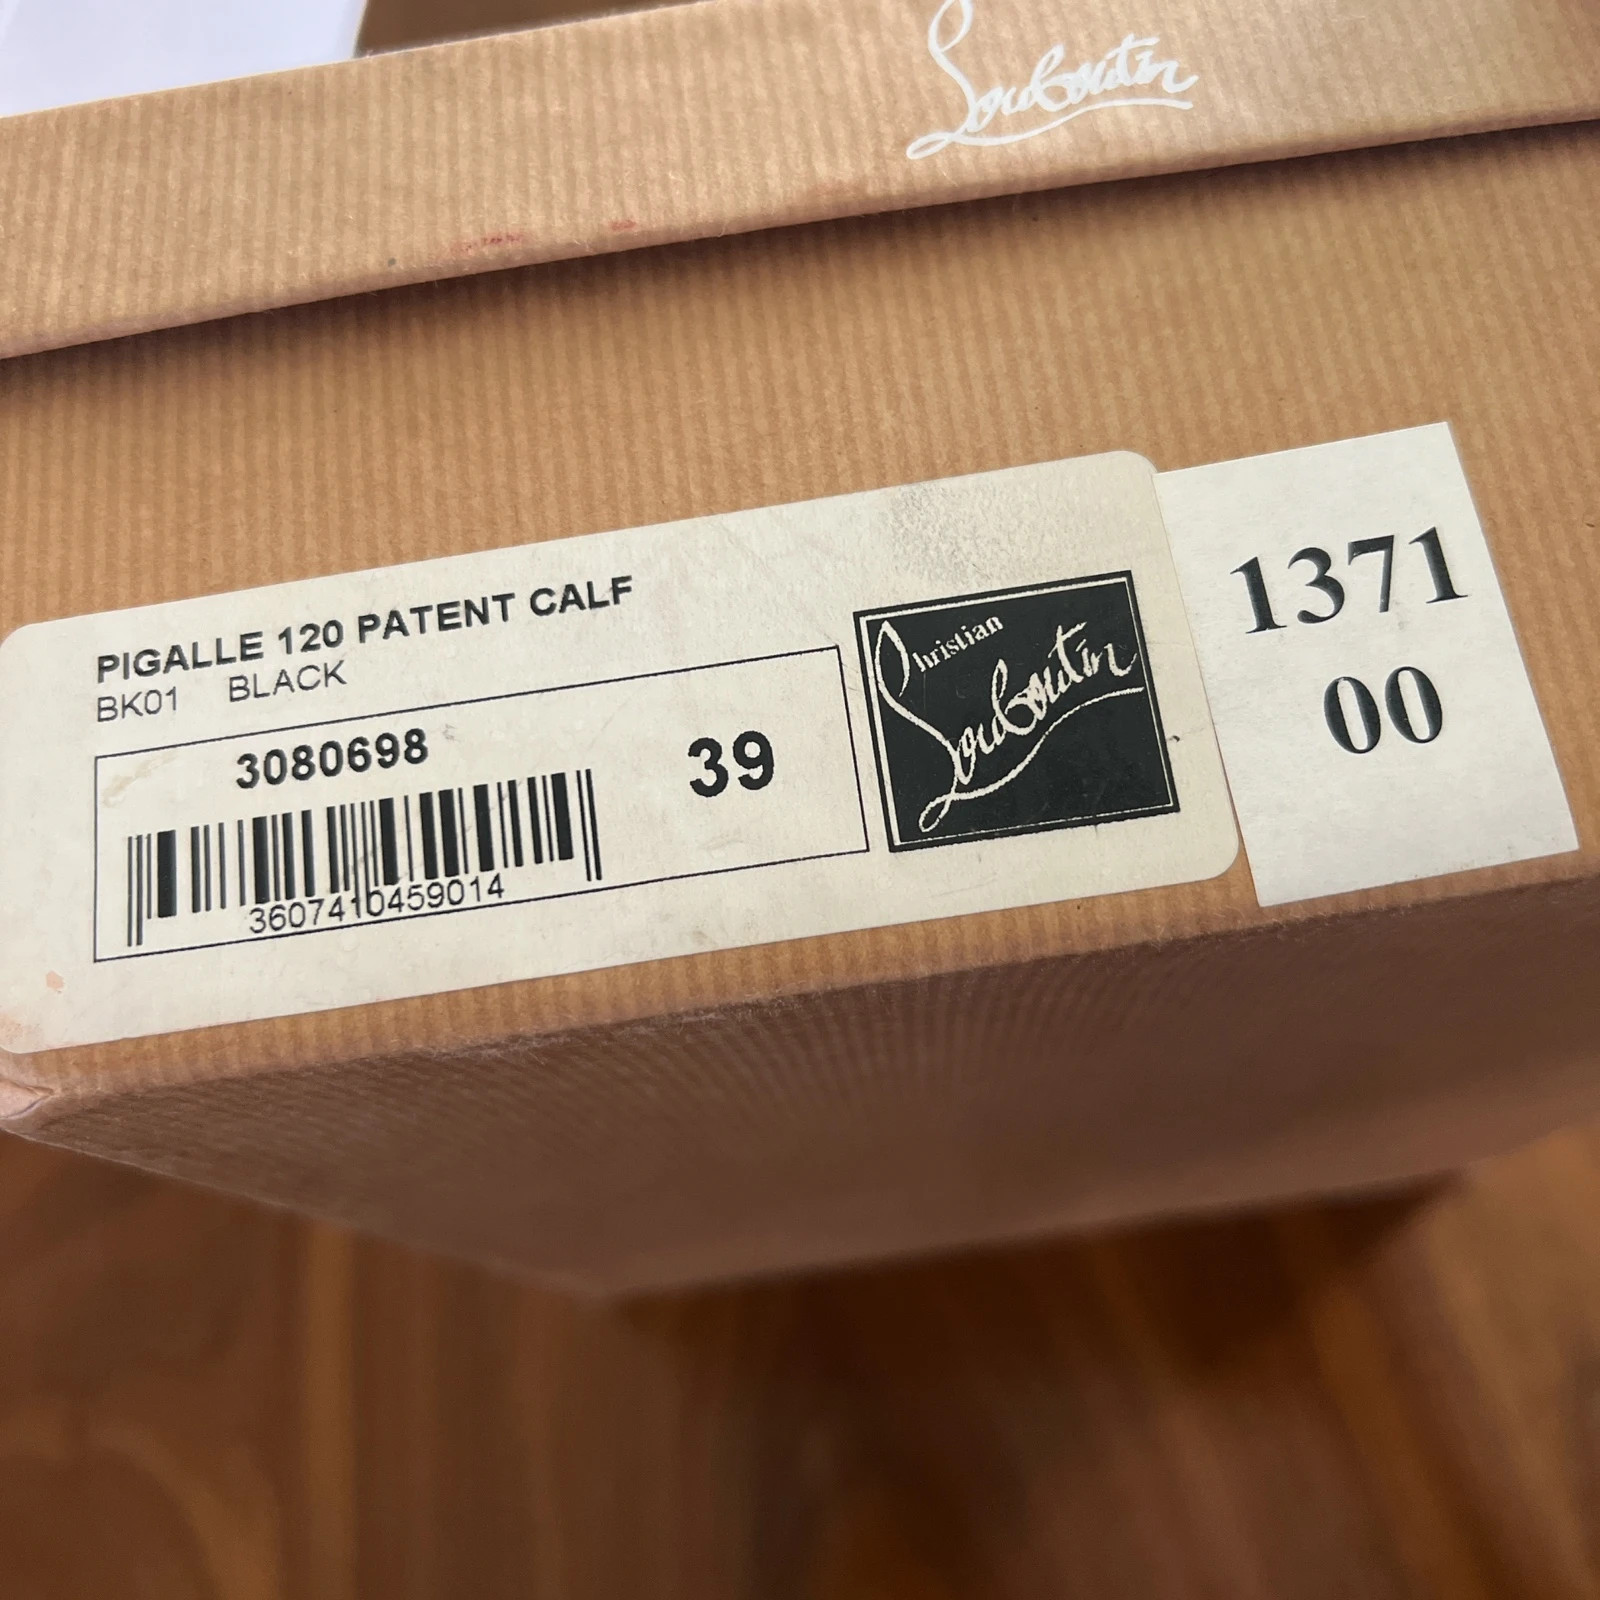 Louboutin
PIGALLE 120 PATENT CALF
BK01 BLACK
3080698
39
3607410459014
Christian
Louboutin
1371
00